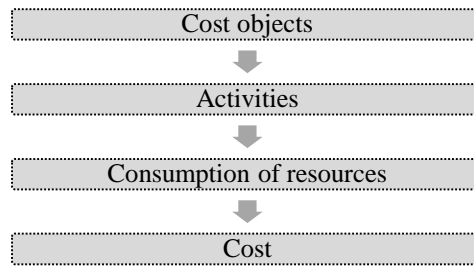 Cost objects
Activities
Consumption of resources
Cost